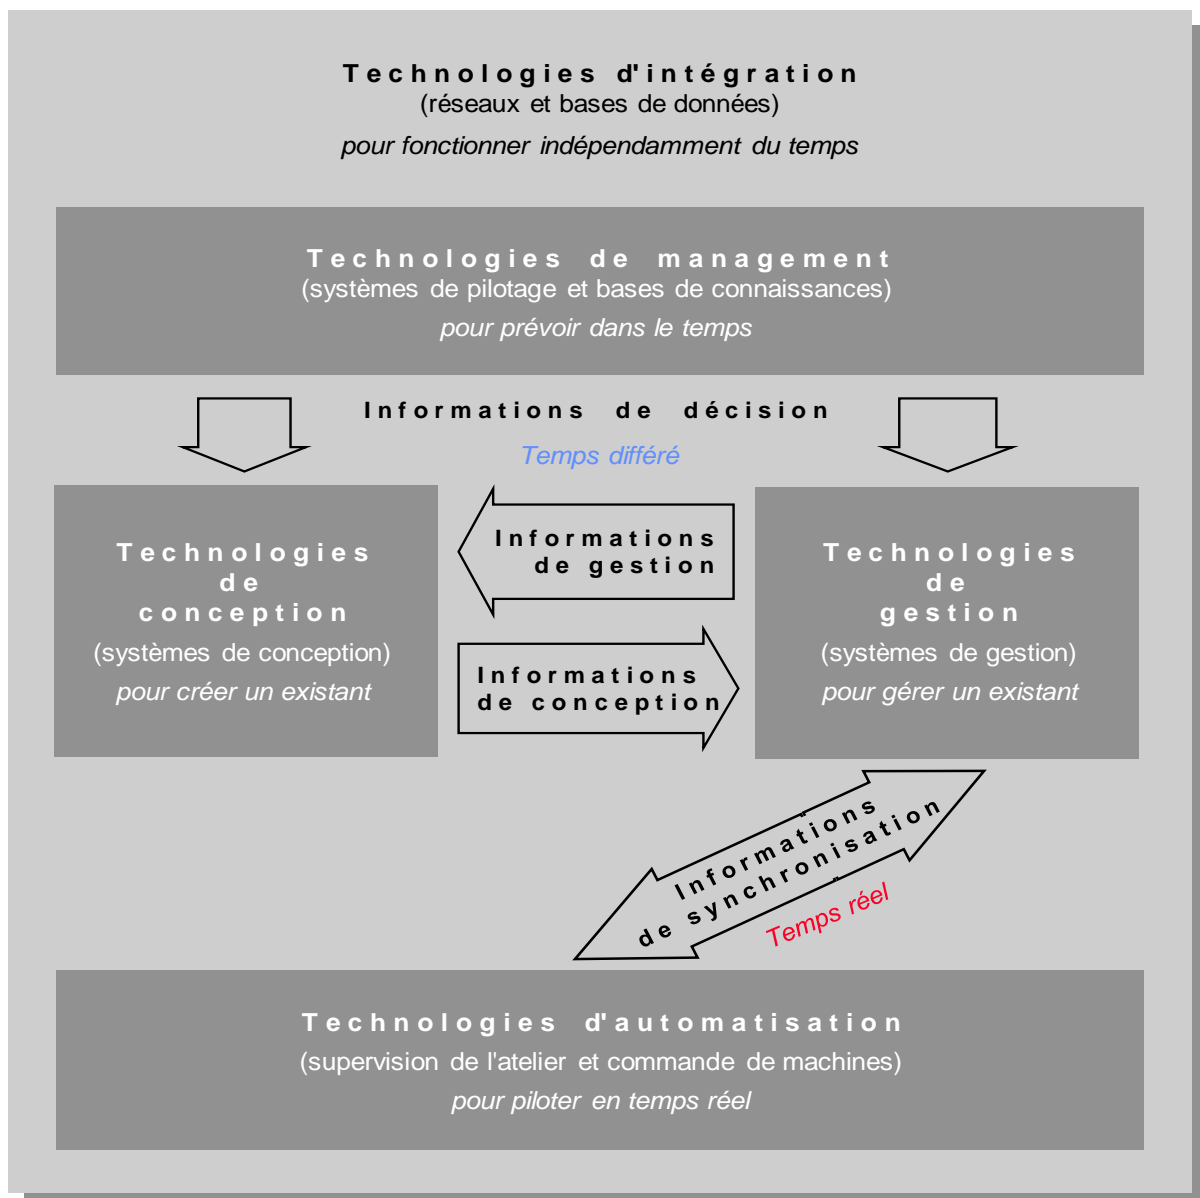 Technologies d'intégration
(réseaux et bases de données)
pour fonctionner indépendamment du temps
Technologies de management
(systèmes de pilotage et bases de connaissances)
pour prévoir dans le temps
Informations de décision
Temps différé
Technologies
de
conception
(systèmes de conception)
pour créer un existant
Informations
de gestion
Informations
de conception
Technologies
de
gestion
(systèmes de gestion)
pour gérer un existant
Informations
de synchronisation
Temps réel
Technologies d'automatisation
(supervision de l'atelier et commande de machines)
pour piloter en temps réel